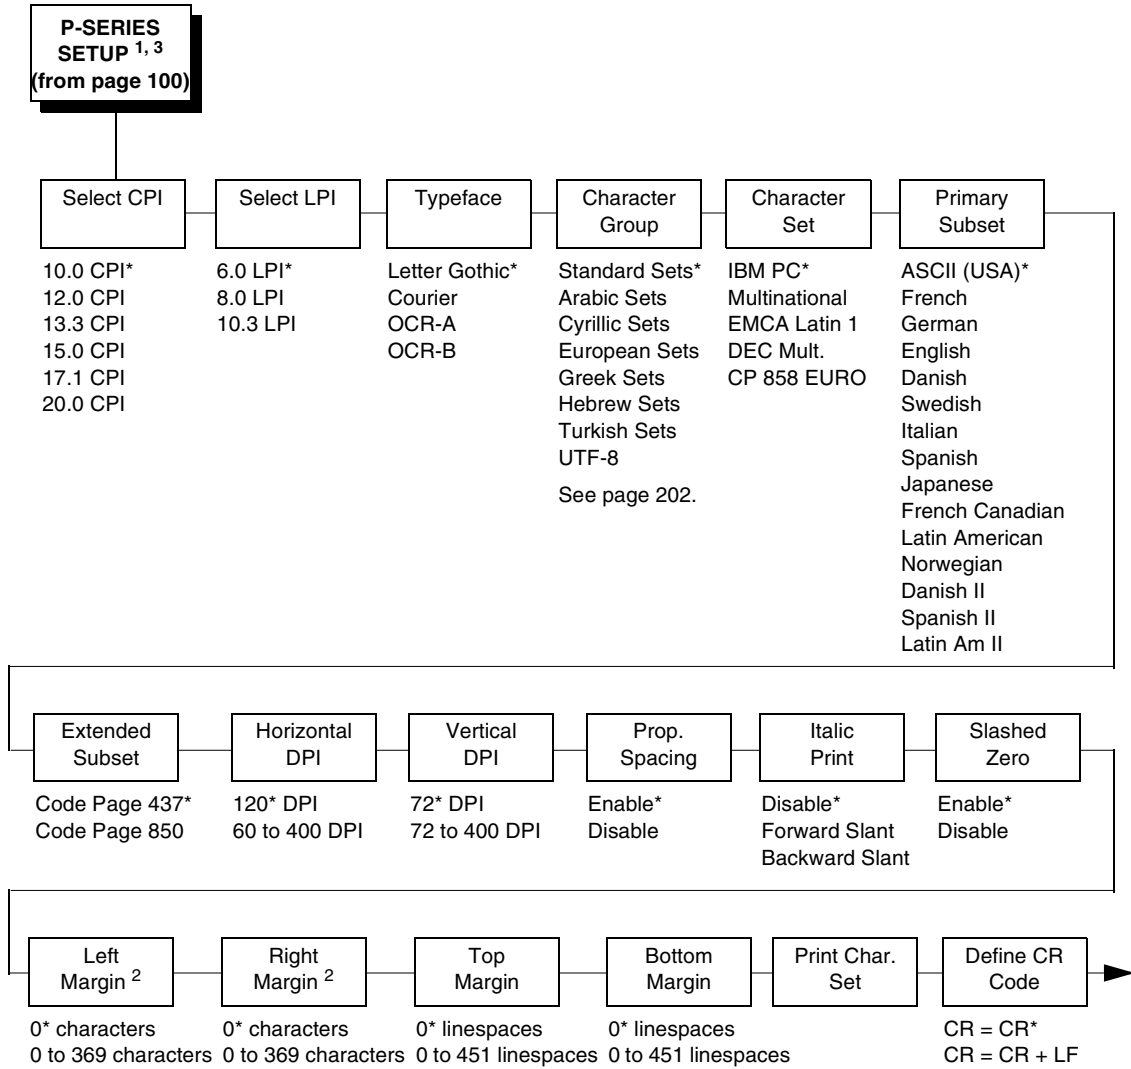 P-SERIES
SETUP 1, 3
(from page 100)
Select CPI
10.0 CPI*
12.0 CPI
13.3 CPI
15.0 CPI
17.1 CPI
20.0 CPI
Select LPI
6.0 LPI*
8.0 LPI
10.3 LPI
Typeface
Letter Gothic*
Courier
OCR-A
OCR-B
Character
Group
Standard Sets*
Arabic Sets
Cyrillic Sets
European Sets
Greek Sets
Hebrew Sets
Turkish Sets
UTF-8
See page 202.
Character
Set
IBM PC*
Multinational
EMCA Latin 1
DEC Mult.
CP 858 EURO
Primary
Subset
ASCII (USA)*
French
German
English
Danish
Swedish
Italian
Spanish
Japanese
French Canadian
Latin American
Norwegian
Danish II
Spanish II
Latin Am II
Extended
Subset
Code Page 437*
Code Page 850
Horizontal
DPI
120* DPI
60 to 400 DPI
Vertical
DPI
72* DPI
72 to 400 DPI
Prop.
Spacing
Enable*
Disable
Italic
Print
Disable*
Forward Slant
Backward Slant
Slashed
Zero
Enable*
Disable
Left
Margin 2
0* characters
0 to 369 characters
Right
Margin 2
0* characters
0 to 369 characters
Top
Margin
0* linespaces
0 to 451 linespaces
Bottom
Margin
0* linespaces
0 to 451 linespaces
Print Char.
Set
Define CR
Code
CR = CR*
CR = CR + LF